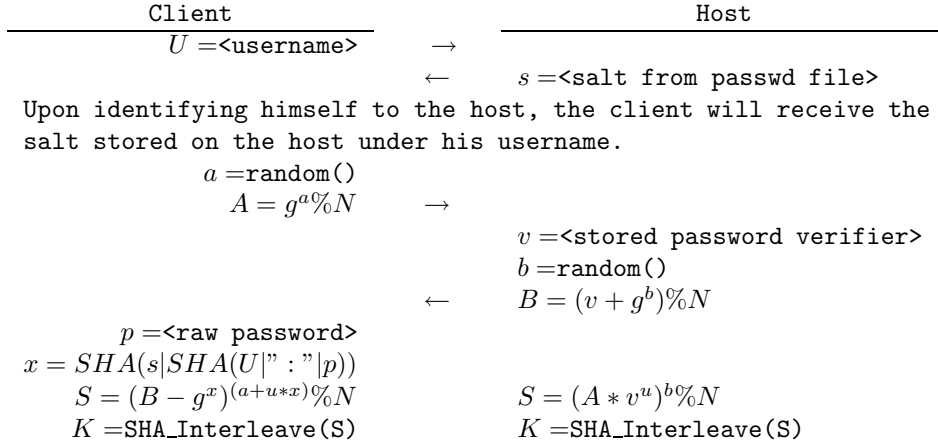 Client Host
U =<username> →
← s =<salt from passwd file>
Upon identifying himself to the host, the client will receive the
salt stored on the host under his username.
a =random()
A = g^a%N →
v =<stored password verifier>
b =random()
← B = (v + g^b)%N
p =<raw password>
x = SHA(s|SHA(U|" : "|p))
S = (B − g^x)^(a+u∗x)%N S = (A ∗ v^u)^b%N
K =SHA_Interleave(S) K =SHA_Interleave(S)